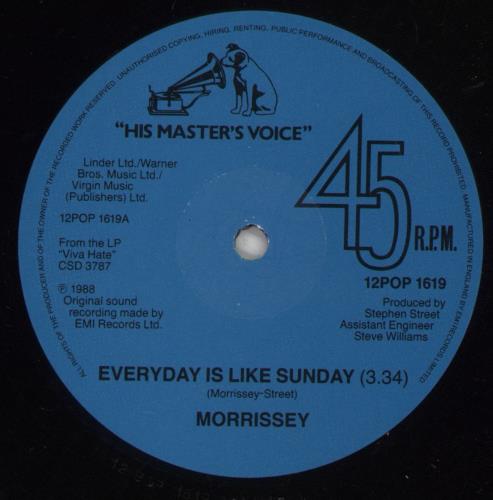 ALL RIGHTS OF THE PRODUCER AND OF THE OWNER OF THE RECORDED WORK RESERVED. UNAUTHORISED COPYING, HIRING, RENTING, PUBLIC PERFORMANCE AND BROADCASTING OF THIS RECORD PROHIBITED. MANUFACTURED IN ENGLAND BY EMI RECORDS LIMITED
"HIS MASTER'S VOICE"
Linder Ltd./Warner
Bros. Music Ltd./
Virgin Music
(Publishers) Ltd.
12POP 1619A
From the LP
"Viva Hate"
CSD 3787
℗ 1988
Original sound
recording made by
EMI Records Ltd.
45 R.P.M.
12POP 1619
Produced by
Stephen Street
Assistant Engineer
Steve Williams
EVERYDAY IS LIKE SUNDAY (3.34)
(Morrissey-Street)
MORRISSEY